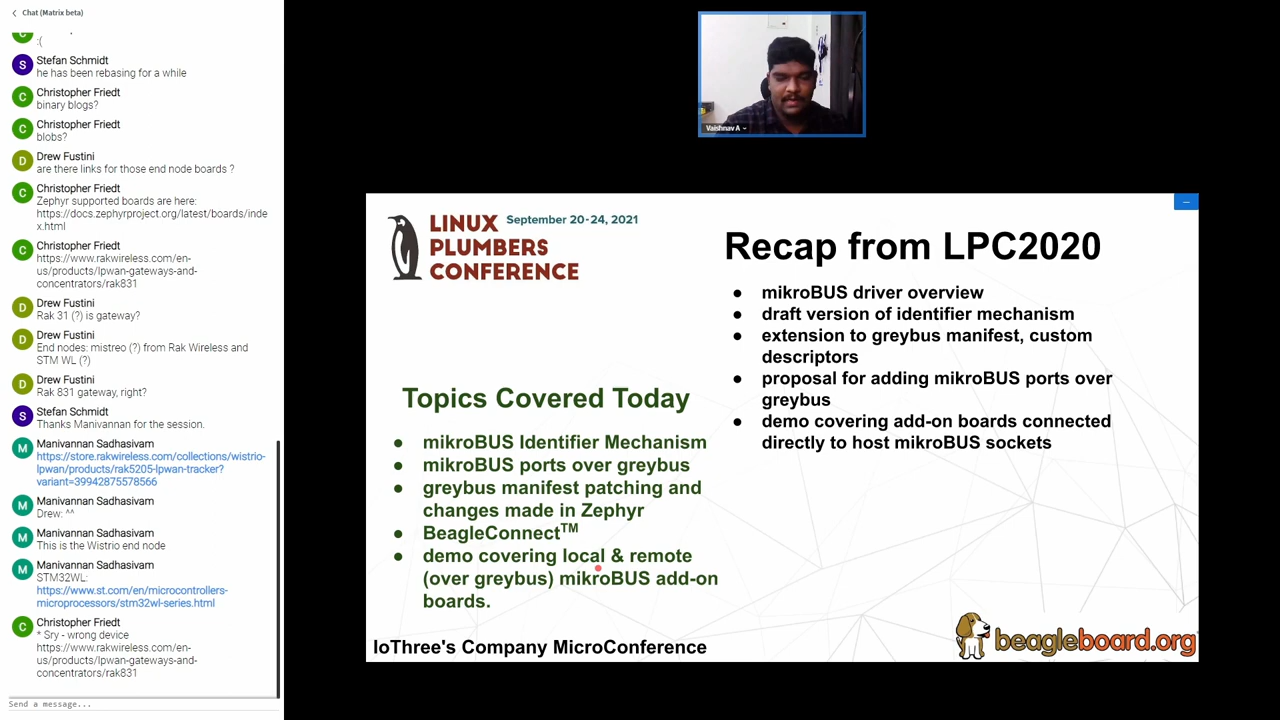 Chat (Matrix beta)
:(
Stefan Schmidt
he has been rebasing for a while
Christopher Friedt
binary blogs?
Christopher Friedt
blobs?
Drew Fustini
are there links for those end node boards ?
Christopher Friedt
Zephyr supported boards are here:
https://docs.zephyrproject.org/latest/boards/inde
x.html
Christopher Friedt
https://www.rakwireless.com/en-
us/products/lpwan-gateways-and-
concentrators/rak831
Drew Fustini
Rak 31 (?) is gateway?
Drew Fustini
End nodes: mistreo (?) from Rak Wireless and
STM WL (?)
Drew Fustini
Rak 831 gateway, right?
Stefan Schmidt
Thanks Manivannan for the session.
Manivannan Sadhasivam
https://store.rakwireless.com/collections/wistrio-
lpwan/products/rak5205-lpwan-tracker?
variant=39942875578566
Manivannan Sadhasivam
Drew: ^^
Manivannan Sadhasivam
This is the Wistrio end node
Manivannan Sadhasivam
STM32WL:
https://www.st.com/en/microcontrollers-
microprocessors/stm32wl-series.html
Christopher Friedt
* Sry - wrong device
https://www.rakwireless.com/en-
us/products/lpwan-gateways-and-
concentrators/rak831
Send a message...
Vaishnav A
LINUX
PLUMBERS
CONFERENCE
September 20-24, 2021
Recap from LPC2020
● mikroBUS driver overview
● draft version of identifier mechanism
● extension to greybus manifest, custom
descriptors
● proposal for adding mikroBUS ports over
greybus
● demo covering add-on boards connected
directly to host mikroBUS sockets
Topics Covered Today
● mikroBUS Identifier Mechanism
● mikroBUS ports over greybus
● greybus manifest patching and
changes made in Zephyr
● BeagleConnect™
● demo covering local & remote
(over greybus) mikroBUS add-on
boards.
IoThree's Company MicroConference
beagleboard.org